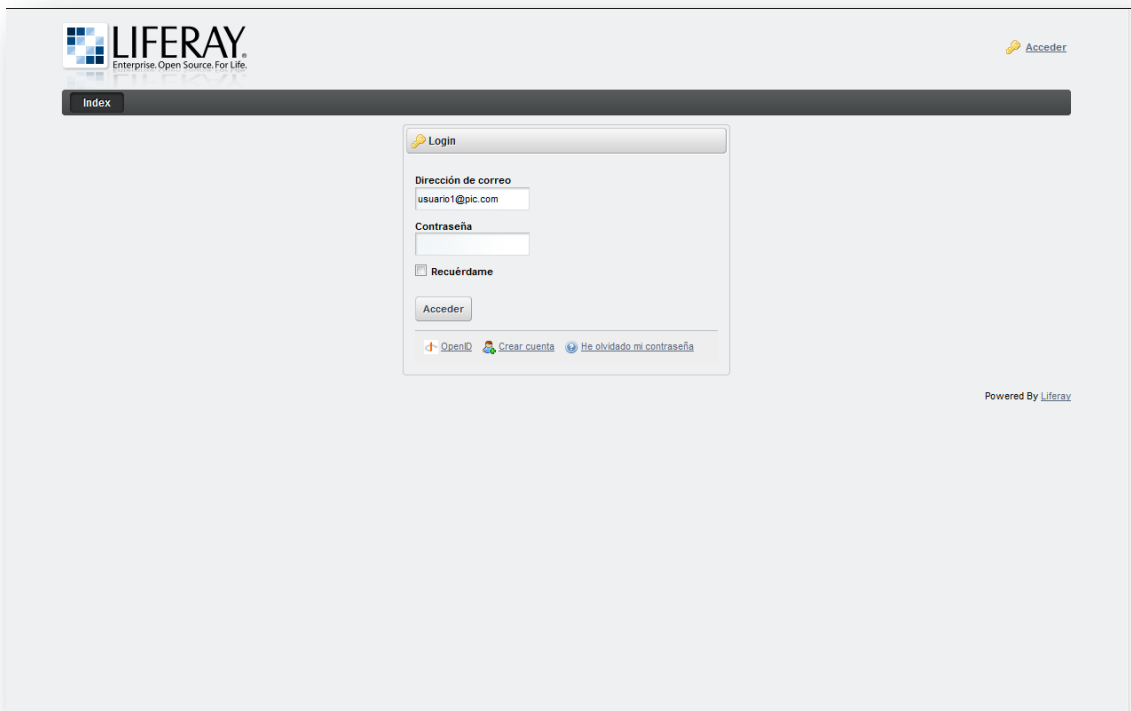 LIFERAY.
Enterprise. Open Source. For Life.
Acceder
Index
Login
Dirección de correo
usuario1@pic.com
Contraseña
Recuérdame
Acceder
OpenID Crear cuenta He olvidado mi contraseña
Powered By Liferay